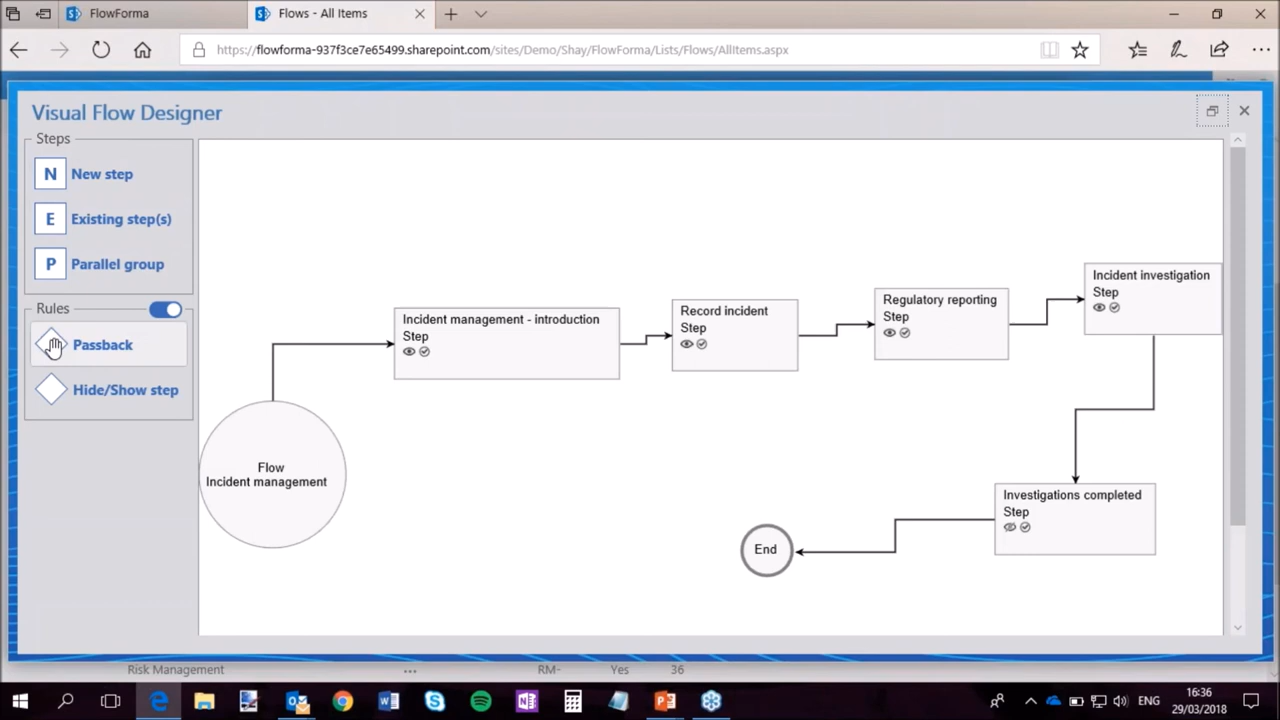 FlowForma
Flows - All Items
https://flowforma-937f3ce7e65499.sharepoint.com/sites/Demo/Shay/FlowForma/Lists/Flows/AllItems.aspx
Visual Flow Designer
Steps
N New step
E Existing step(s)
P Parallel group
Rules
Passback
Hide/Show step
Flow
Incident management
Incident management - introduction
Step
Record incident
Step
Regulatory reporting
Step
Incident investigation
Step
Investigations completed
Step
End
Risk Management ... RM- Yes 36
ENG
16:36
29/03/2018